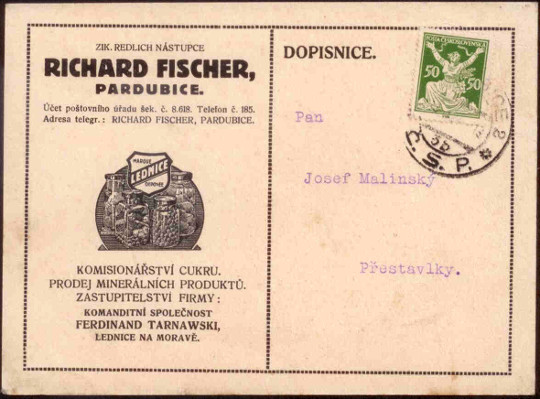 ZIK. REDLICH NÁSTUPCE
RICHARD FISCHER,
PARDUBICE.
Účet poštovního úřadu šek. č. 8.618. Telefon č. 185.
Adresa telegr.: RICHARD FISCHER, PARDUBICE.
LEDNICE
KOMISIONÁŘSTVÍ CUKRU.
PRODEJ MINERÁLNÍCH PRODUKTŮ.
ZASTUPITELSTVÍ FIRMY:
KOMANDITNÍ SPOLEČNOST
FERDINAND TARNAWSKI,
LEDNICE NA MORAVĚ.
DOPISNICE.
50 50
Č.S.P.
3b
Pan
Josef Malinský
Přestavlky.